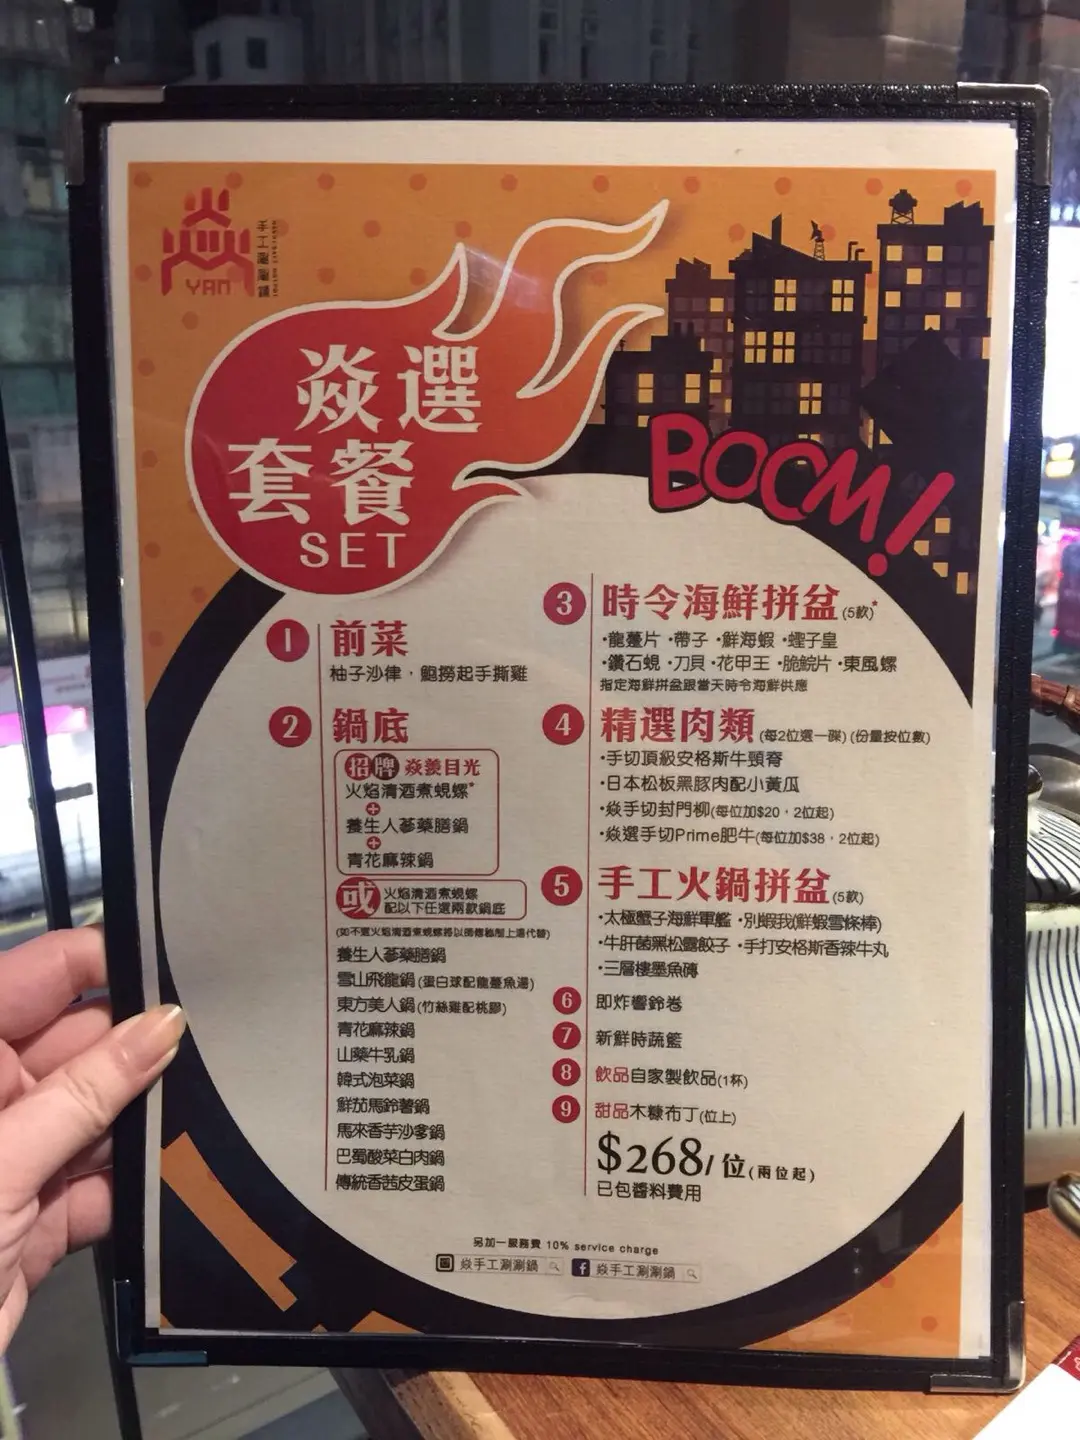 YAN
手工涮涮鍋
焱選
套餐
SET
BOOM!
1 前菜
柚子沙律，鮑撈起手撕雞
2 鍋底
招牌 焱羨目光
火焰清酒煮蜆螺*
+
養生人蔘藥膳鍋
+
青花麻辣鍋
或 火焰清酒煮蜆螺
配以下任選兩款鍋底
養生人蔘藥膳鍋
雪山飛龍鍋(蛋白球配龍躉魚湯)
東方美人鍋(竹絲雞配桃膠)
青花麻辣鍋
山藥牛乳鍋
韓式泡菜鍋
鮮茄馬鈴薯鍋
馬來香芋沙爹鍋
巴蜀酸菜白肉鍋
傳統香茜皮蛋鍋
3 時令海鮮拼盆(5款)*
·龍躉片 ·帶子 ·鮮海蝦 ·蟶子皇
·鑽石蜆 ·刀貝 ·花甲王 ·脆鯇片 ·東風螺
指定海鮮拼盆跟當天時令海鮮供應
4 精選肉類(每2位選一碟)(份量按位數)
·手切頂級安格斯牛頸脊
·日本松板黑豚肉配小黃瓜
·焱手切封門柳(每位加$20，2位起)
·焱選手切Prime肥牛(每位加$38，2位起)
5 手工火鍋拼盆(5款)
·太極蟹子海鮮軍艦 ·別蝦我(鮮蝦雪條棒)
·牛肝菌黑松露餃子 ·手打安格斯香辣牛丸
·三層樓墨魚磚
6 即炸響鈴卷
7 新鮮時蔬籃
8 飲品自家製飲品(1杯)
9 甜品木糠布丁(位上)
$268/位(兩位起)
已包醬料費用
另加一服務費 10% service charge
焱手工涮涮鍋 f 焱手工涮涮鍋